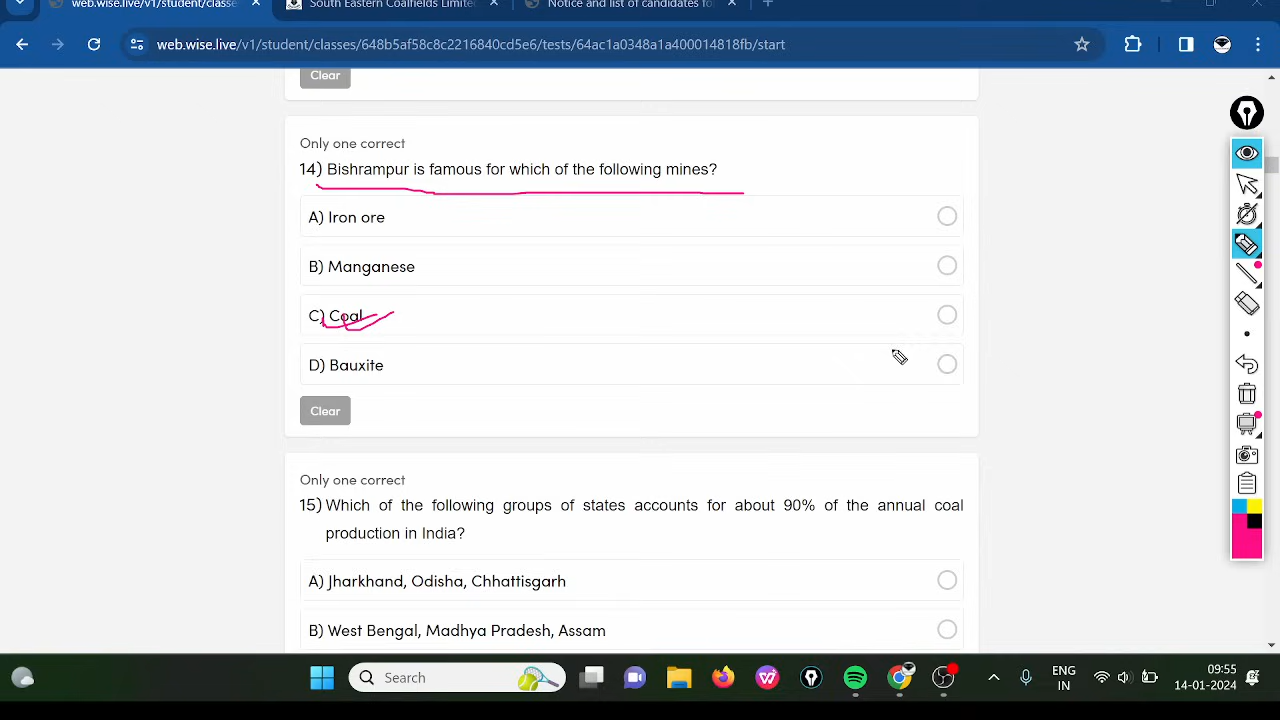 web.wise.live/v1/student/classe
South Eastern Coalfields Limite
Notice and list of candidates fo
web.wise.live/v1/student/classes/648b5af58c8c2216840cd5e6/tests/64ac1a0348a1a400014818fb/start
Clear
Only one correct
14) Bishrampur is famous for which of the following mines?
A) Iron ore
B) Manganese
C) Coal
D) Bauxite
Clear
Only one correct
15) Which of the following groups of states accounts for about 90% of the annual coal
production in India?
A) Jharkhand, Odisha, Chhattisgarh
B) West Bengal, Madhya Pradesh, Assam
Search
ENG
IN
09:55
14-01-2024